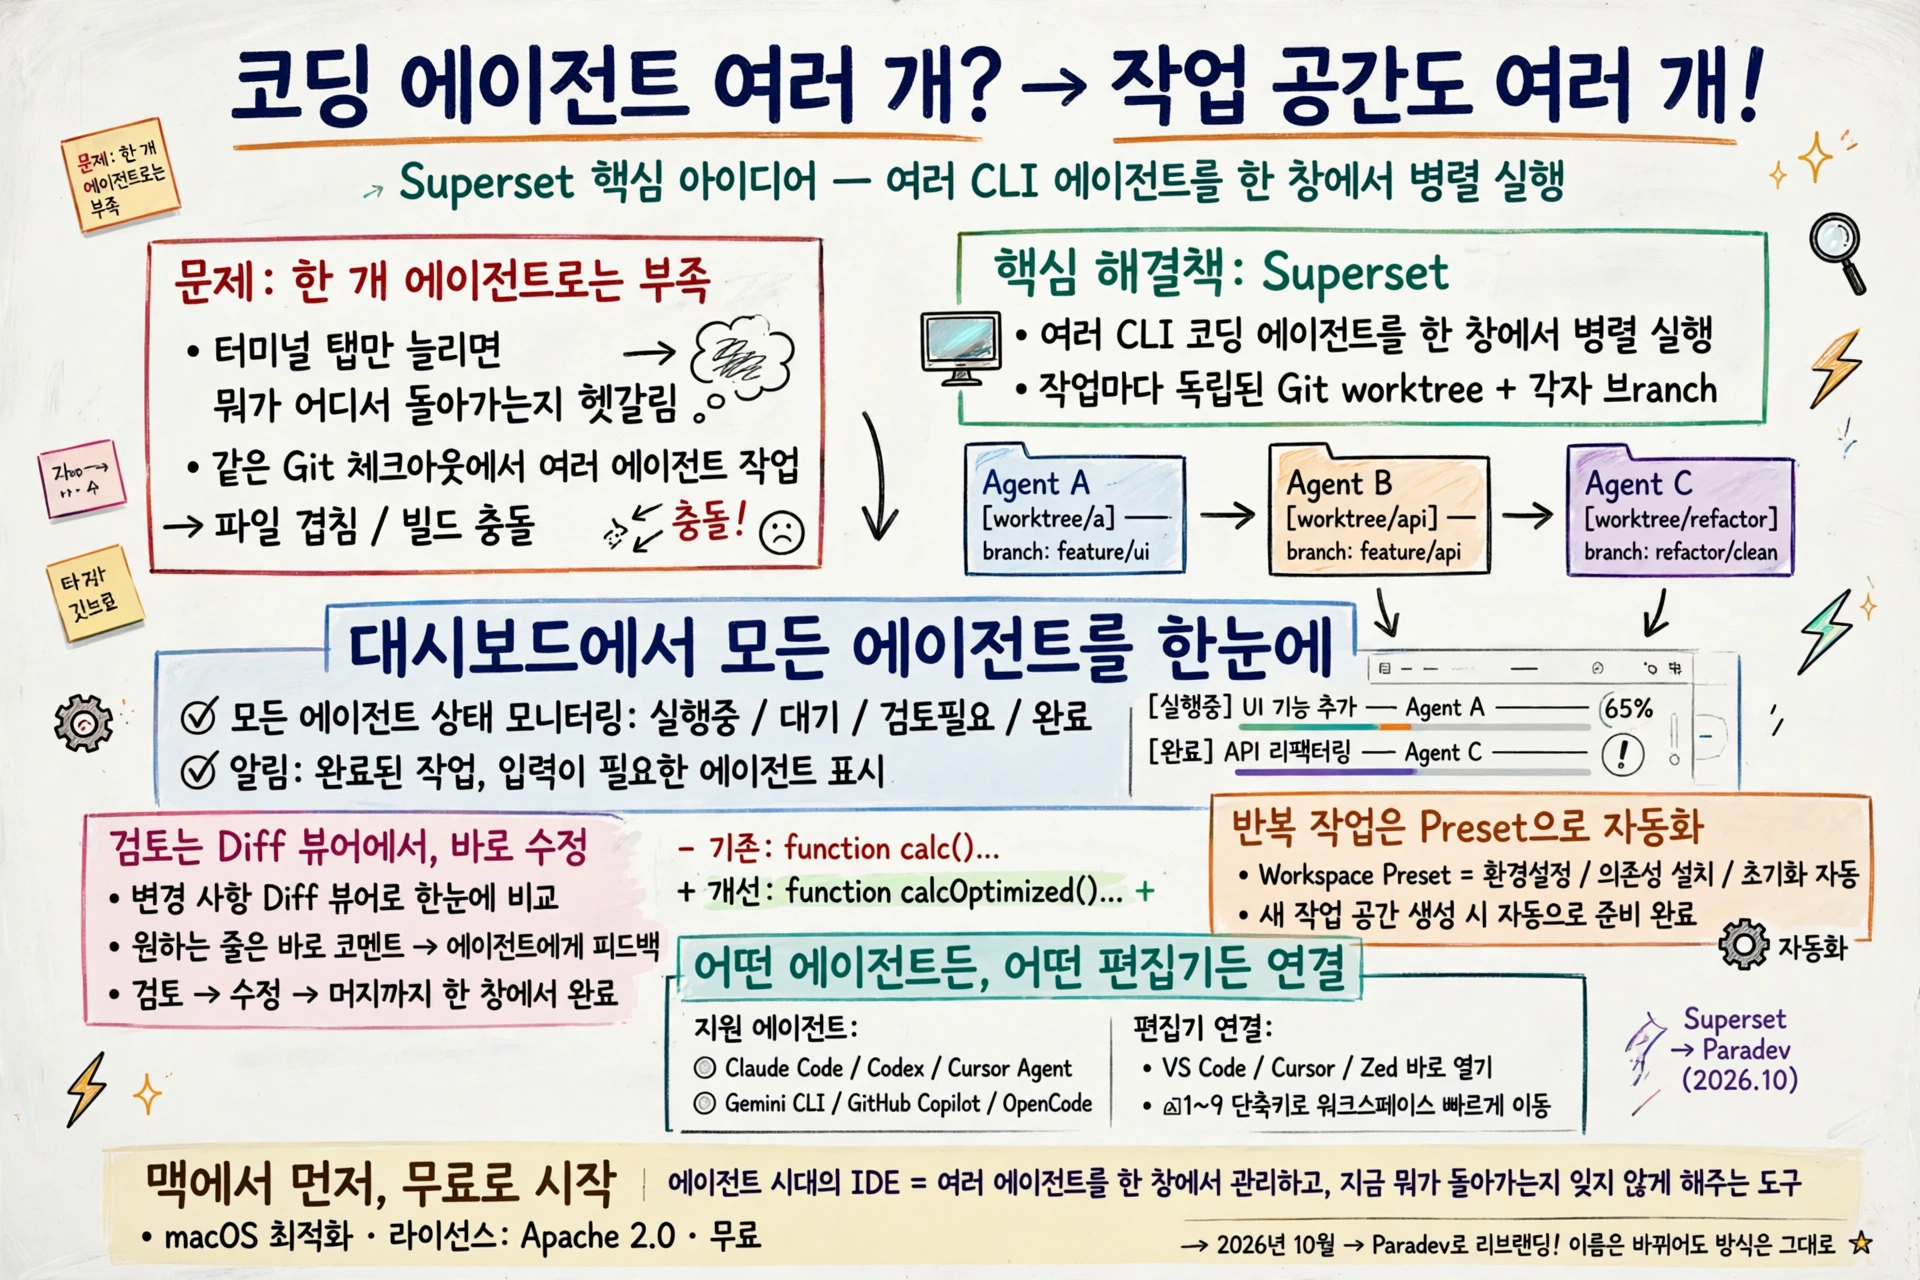 코딩 에이전트 여러 개? → 작업 공간도 여러 개!
Superset 핵심 아이디어 — 여러 CLI 에이전트를 한 창에서 병렬 실행
문제: 한 개
에이전트로는
부족
문제: 한 개 에이전트로는 부족
• 터미널 탭만 늘리면 →
뭐가 어디서 돌아가는지 헷갈림
• 같은 Git 체크아웃에서 여러 에이전트 작업
→ 파일 겹침 / 빌드 충돌
충돌!
핵심 해결책: Superset
• 여러 CLI 코딩 에이전트를 한 창에서 병렬 실행
• 작업마다 독립된 Git worktree + 각자 브ranch
Agent A
[worktree/a]
branch: feature/ui
Agent B
[worktree/api]
branch: feature/api
Agent C
[worktree/refactor]
branch: refactor/clean
대시보드에서 모든 에이전트를 한눈에
모든 에이전트 상태 모니터링: 실행중 / 대기 / 검토필요 / 완료
알림: 완료된 작업, 입력이 필요한 에이전트 표시
[실행중] UI 기능 추가 — Agent A — 65%
[완료] API 리팩터링 — Agent C — !
검토는 Diff 뷰어에서, 바로 수정
• 변경 사항 Diff 뷰어로 한눈에 비교
• 원하는 줄은 바로 코멘트 → 에이전트에게 피드백
• 검토 → 수정 → 머지까지 한 창에서 완료
- 기존: function calc()...
+ 개선: function calcOptimized()... +
반복 작업은 Preset으로 자동화
• Workspace Preset = 환경설정 / 의존성 설치 / 초기화 자동
• 새 작업 공간 생성 시 자동으로 준비 완료
자동화
어떤 에이전트든, 어떤 편집기든 연결
지원 에이전트:
Claude Code / Codex / Cursor Agent
Gemini CLI / GitHub Copilot / OpenCode
편집기 연결:
• VS Code / Cursor / Zed 바로 열기
• 1~9 단축키로 워크스페이스 빠르게 이동
Superset
→ Paradev
(2026.10)
맥에서 먼저, 무료로 시작
• macOS 최적화 · 라이선스: Apache 2.0 · 무료
에이전트 시대의 IDE = 여러 에이전트를 한 창에서 관리하고, 지금 뭐가 돌아가는지 잊지 않게 해주는 도구
→ 2026년 10월 → Paradev로 리브랜딩! 이름은 바뀌어도 방식은 그대로